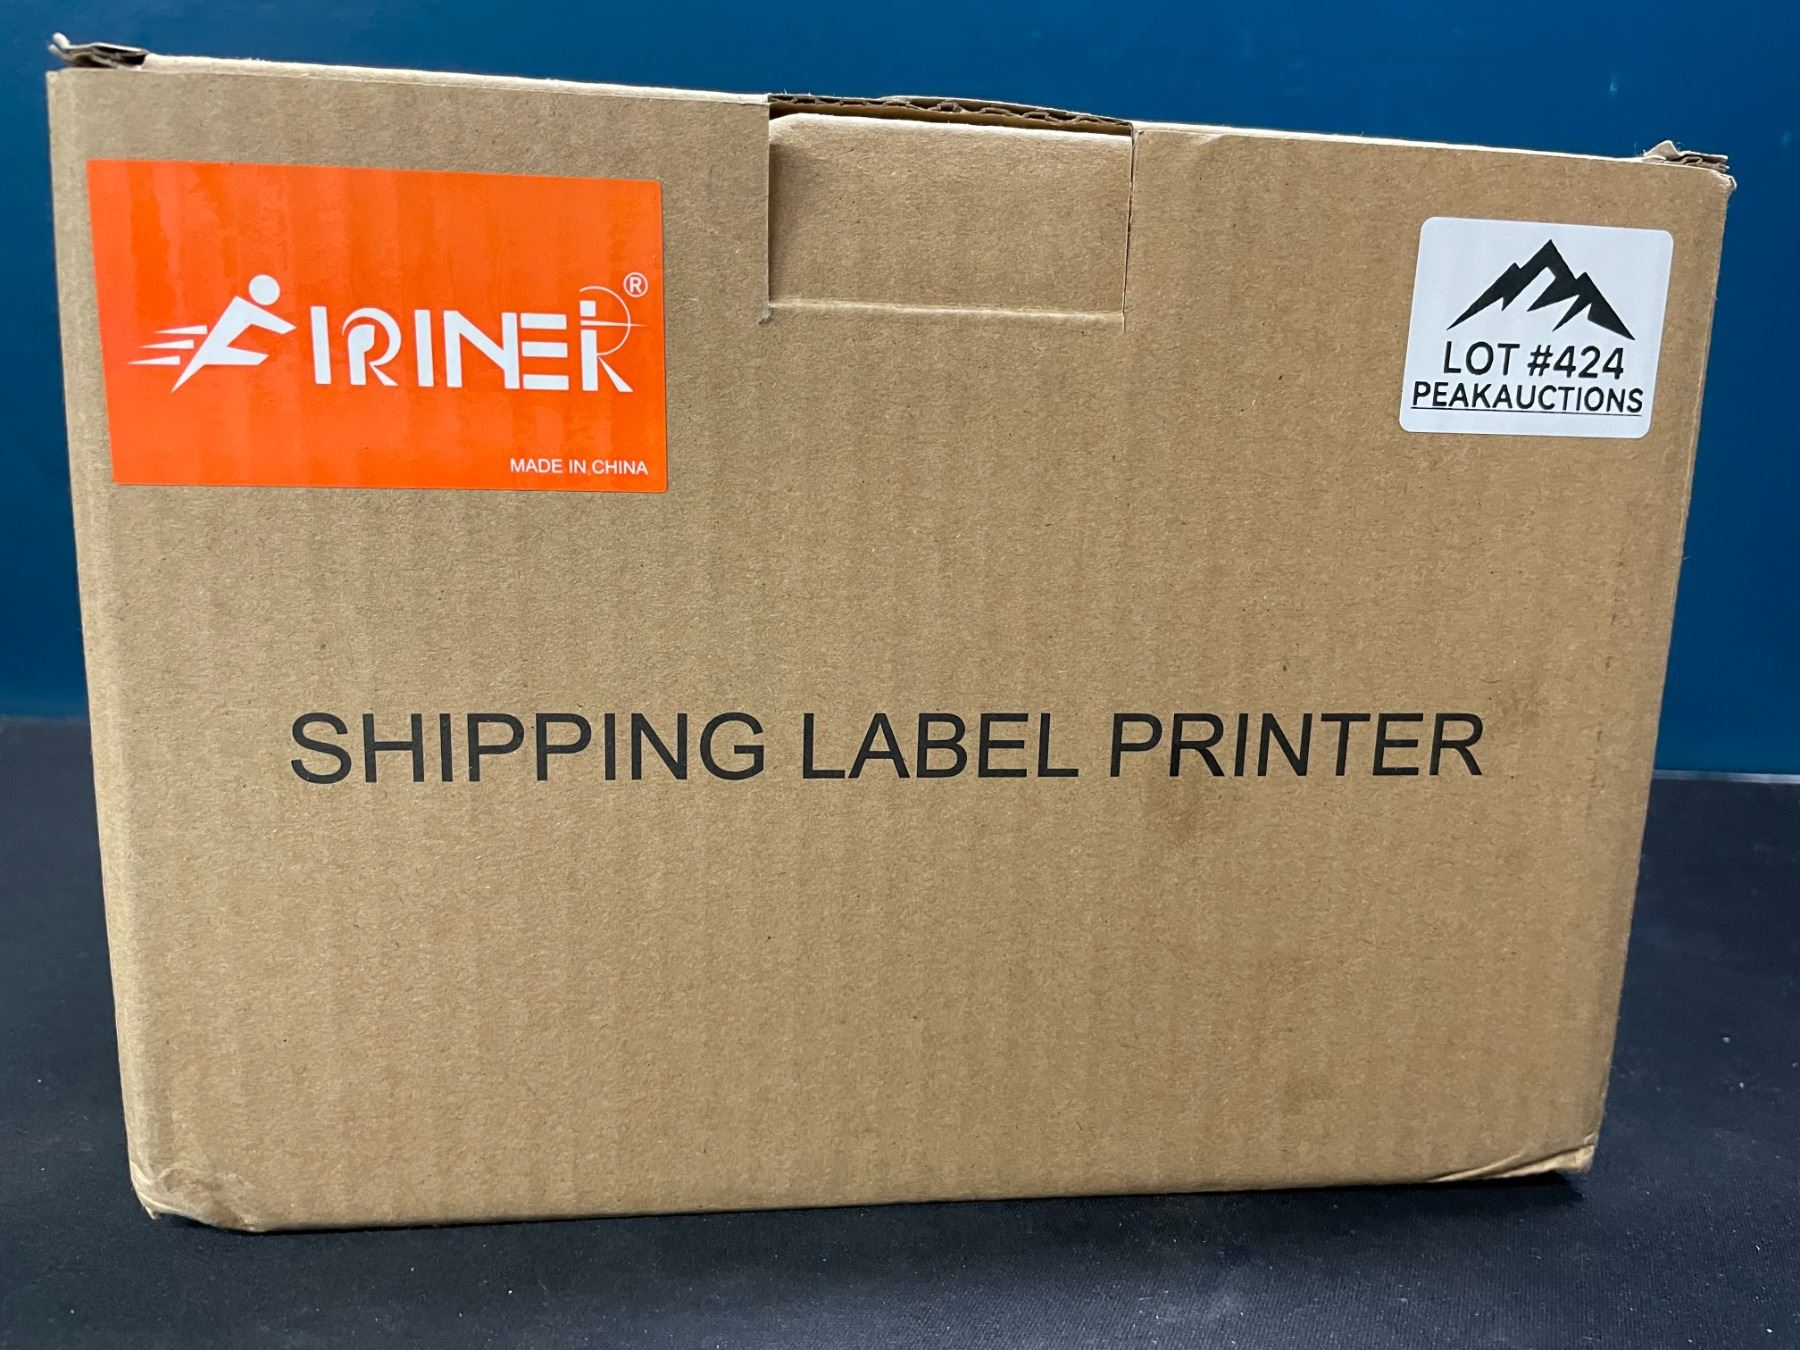 IRINER®
MADE IN CHINA
LOT #424
PEAKAUCTIONS
SHIPPING LABEL PRINTER